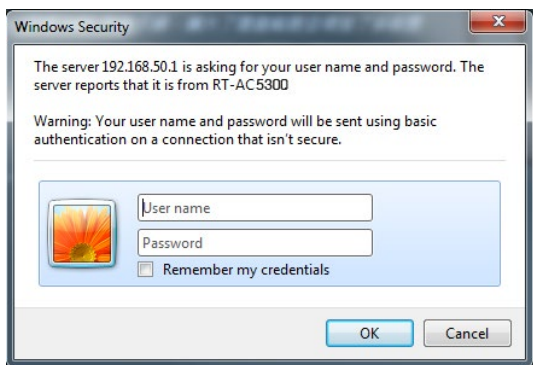 Windows Security
The server 192.168.50.1 is asking for your user name and password. The
server reports that it is from RT-AC5300
Warning: Your user name and password will be sent using basic
authentication on a connection that isn't secure.
User name
Password
Remember my credentials
OK
Cancel